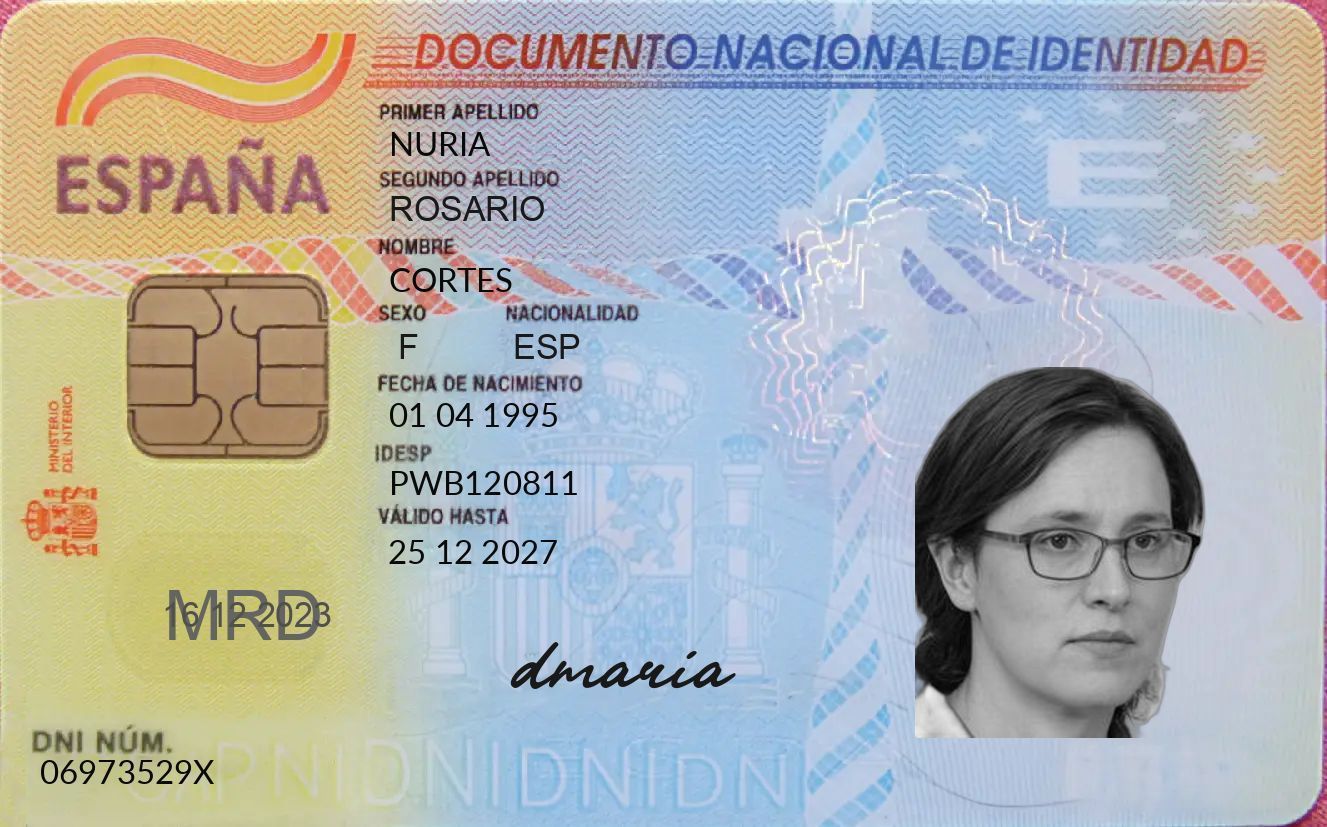 DOCUMENTO NACIONAL DE IDENTIDAD
ESPAÑA
PRIMER APELLIDO
NURIA
SEGUNDO APELLIDO
ROSARIO
NOMBRE
CORTES
SEXO NACIONALIDAD
F ESP
FECHA DE NACIMIENTO
01 04 1995
IDESP
PWB120811
VÁLIDO HASTA
25 12 2027
MINISTERIO
DEL INTERIOR
16 12 2023
MRD
dmaria
DNI NÚM.
06973529X
E